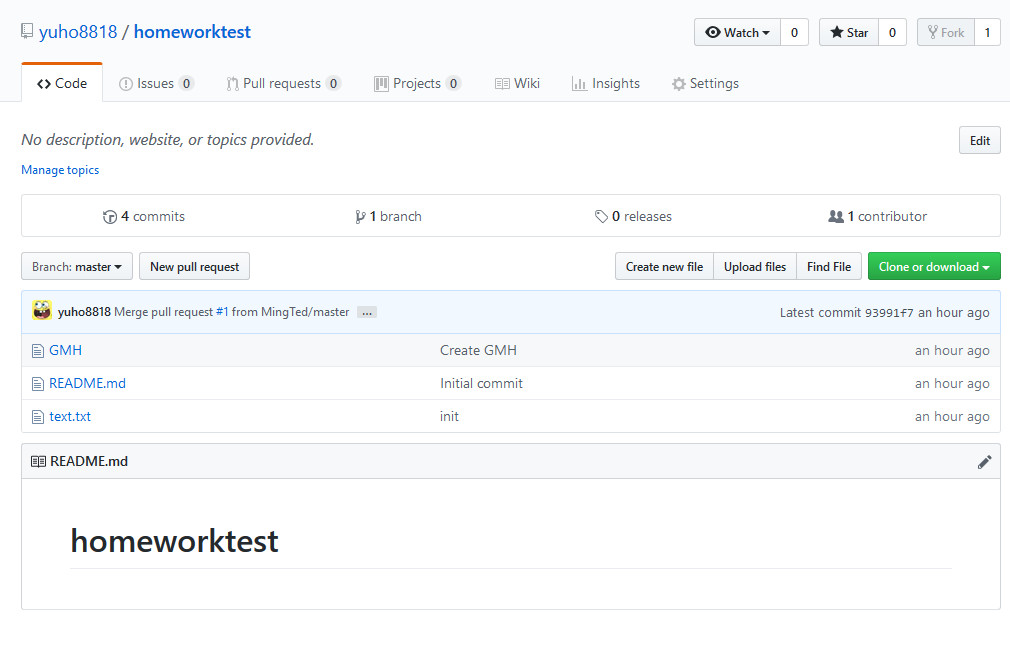 yuho8818 / homeworktest
Watch 0 Star 0 Fork 1
Code Issues 0 Pull requests 0 Projects 0 Wiki Insights Settings
No description, website, or topics provided. Edit
Manage topics
4 commits 1 branch 0 releases 1 contributor
Branch: master New pull request Create new file Upload files Find File Clone or download
yuho8818 Merge pull request #1 from MingTed/master ... Latest commit 93991f7 an hour ago
GMH Create GMH an hour ago
README.md Initial commit an hour ago
text.txt init an hour ago
README.md
homeworktest